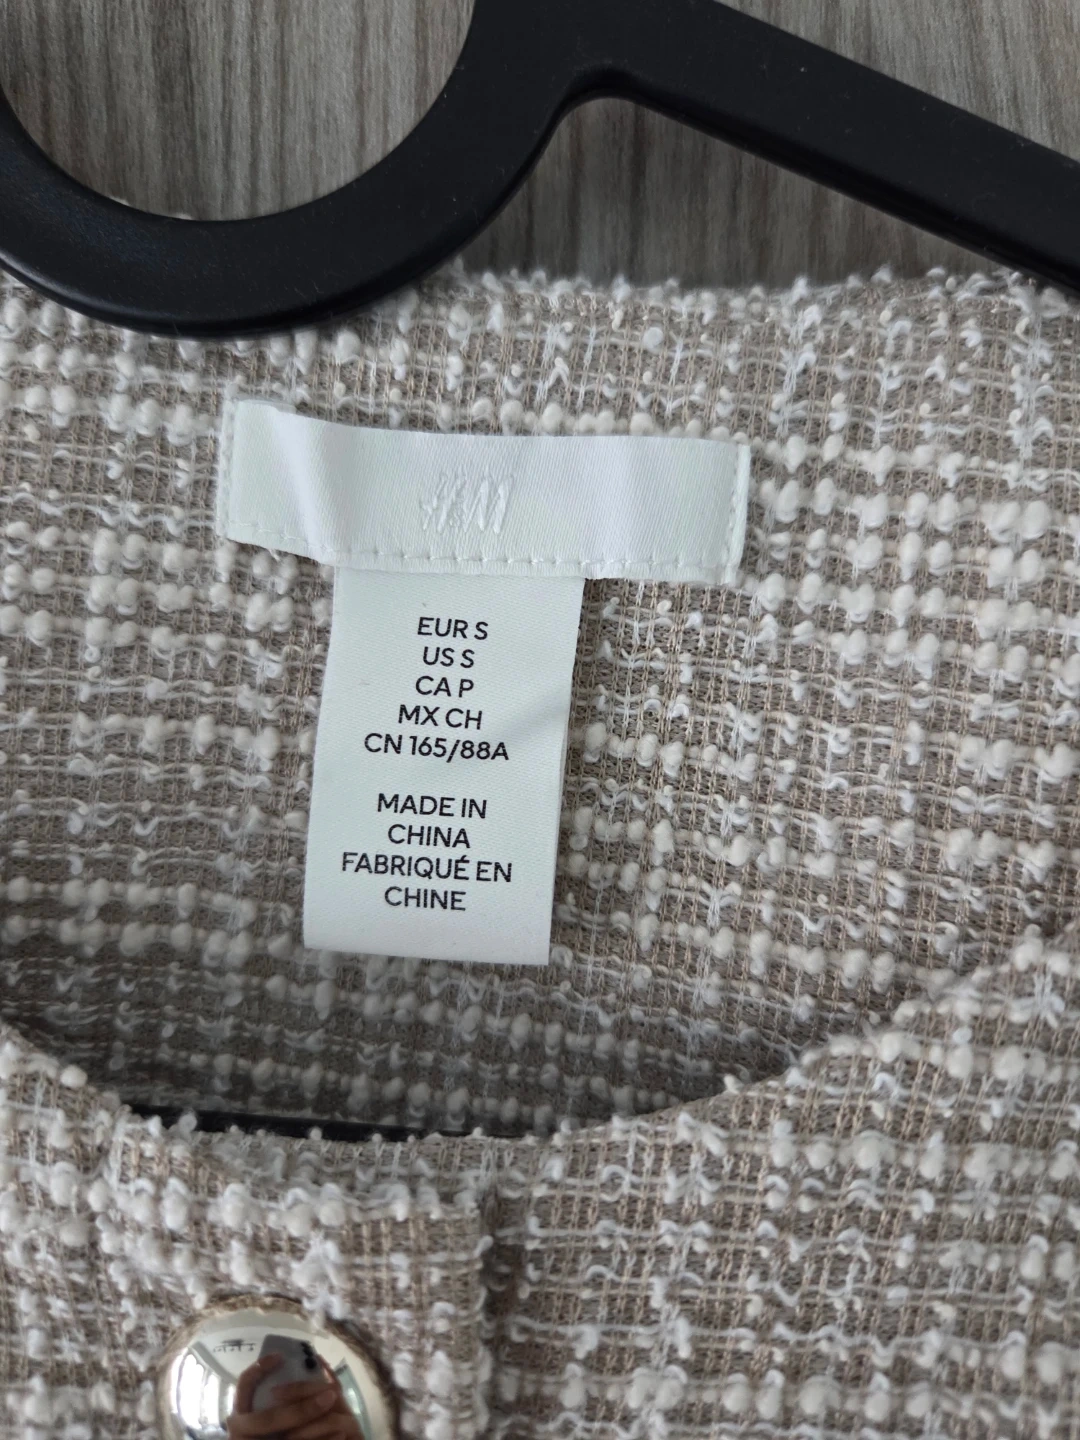 H&M
EUR S
US S
CA P
MX CH
CN 165/88A
MADE IN
CHINA
FABRIQUÉ EN
CHINE